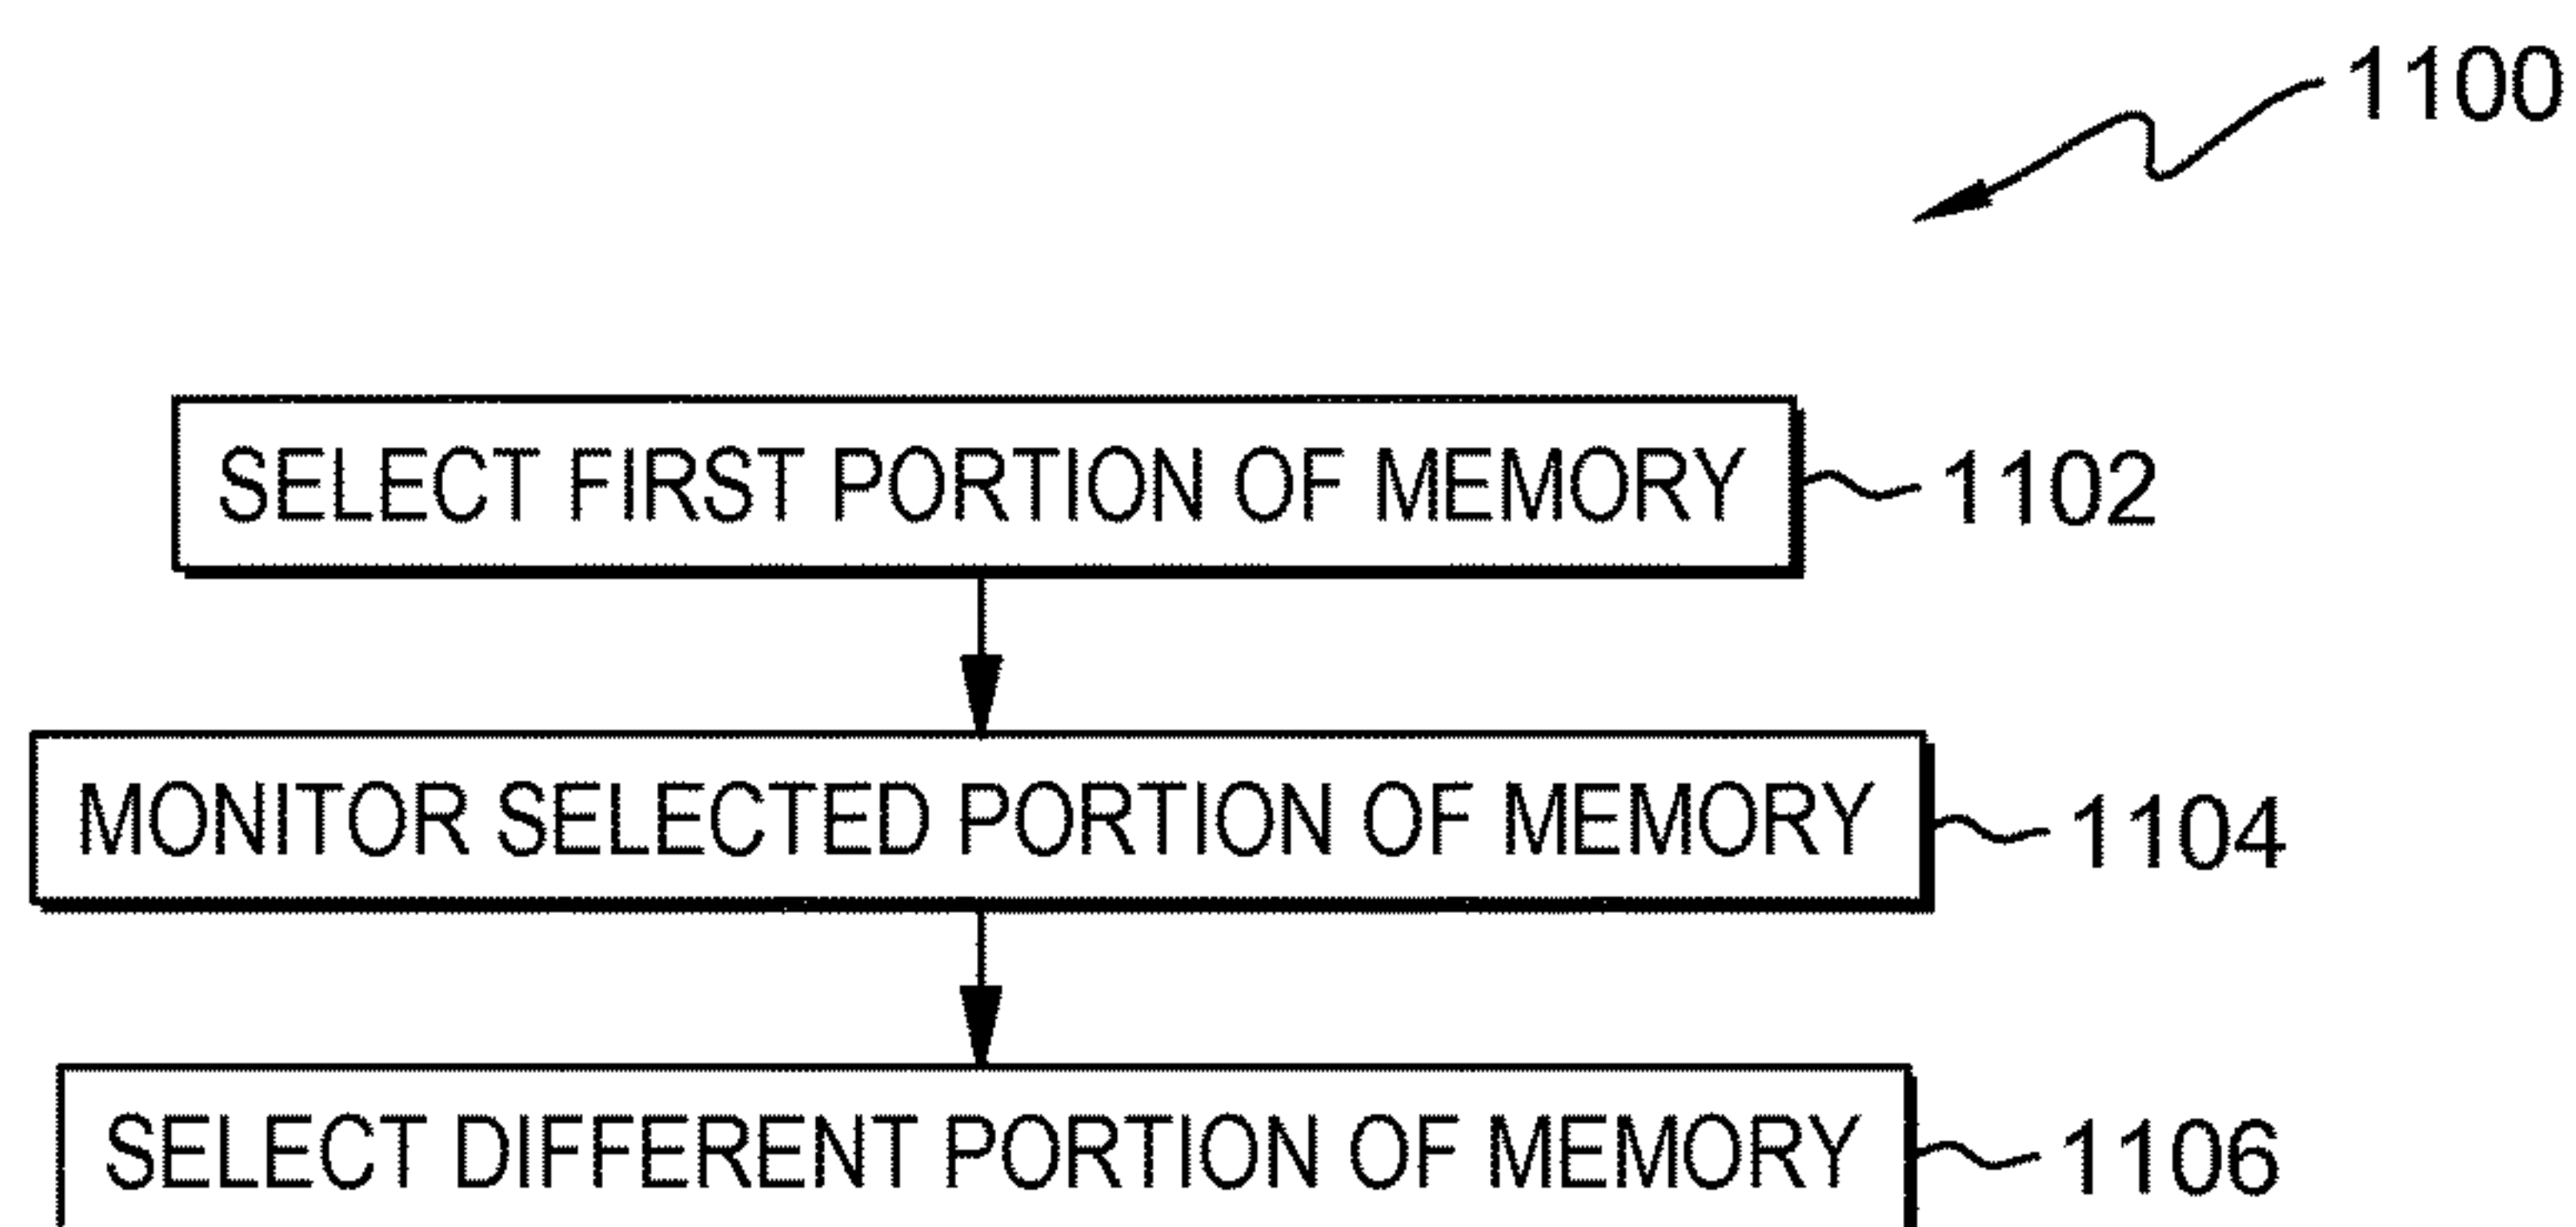 1100
SELECT FIRST PORTION OF MEMORY 1102
MONITOR SELECTED PORTION OF MEMORY 1104
SELECT DIFFERENT PORTION OF MEMORY 1106